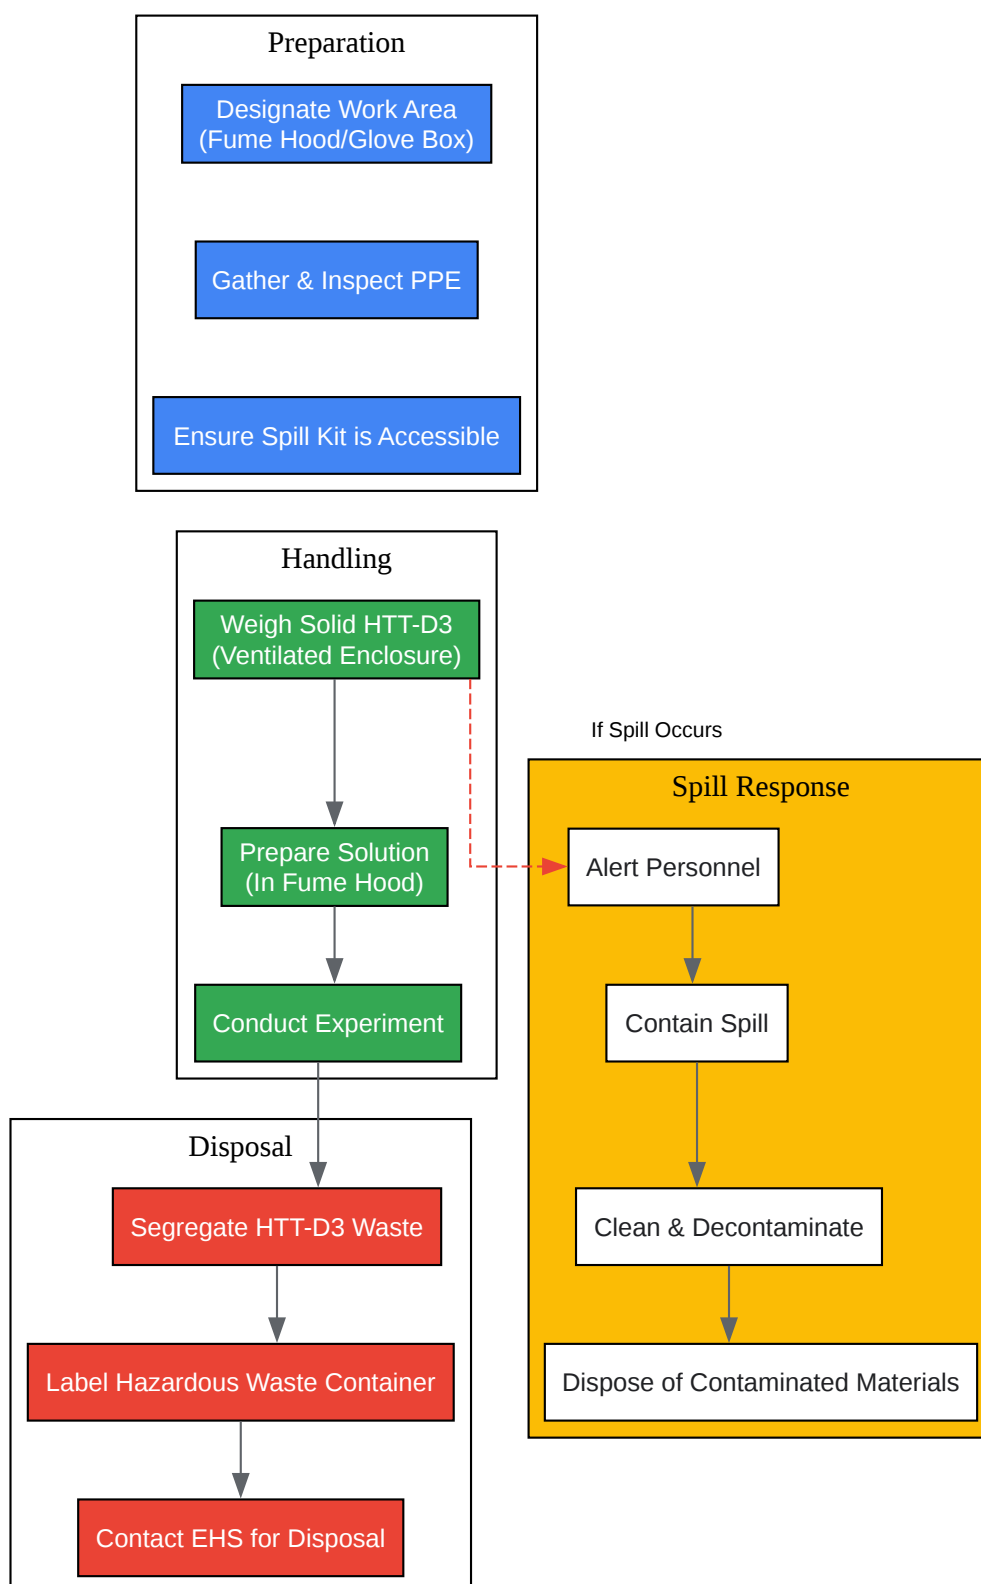 Preparation
Designate Work Area
(Fume Hood/Glove Box)
Gather & Inspect PPE
Ensure Spill Kit is Accessible
Handling
Weigh Solid HTT-D3
(Ventilated Enclosure)
Prepare Solution
(In Fume Hood)
Conduct Experiment
If Spill Occurs
Spill Response
Alert Personnel
Contain Spill
Clean & Decontaminate
Dispose of Contaminated Materials
Disposal
Segregate HTT-D3 Waste
Label Hazardous Waste Container
Contact EHS for Disposal